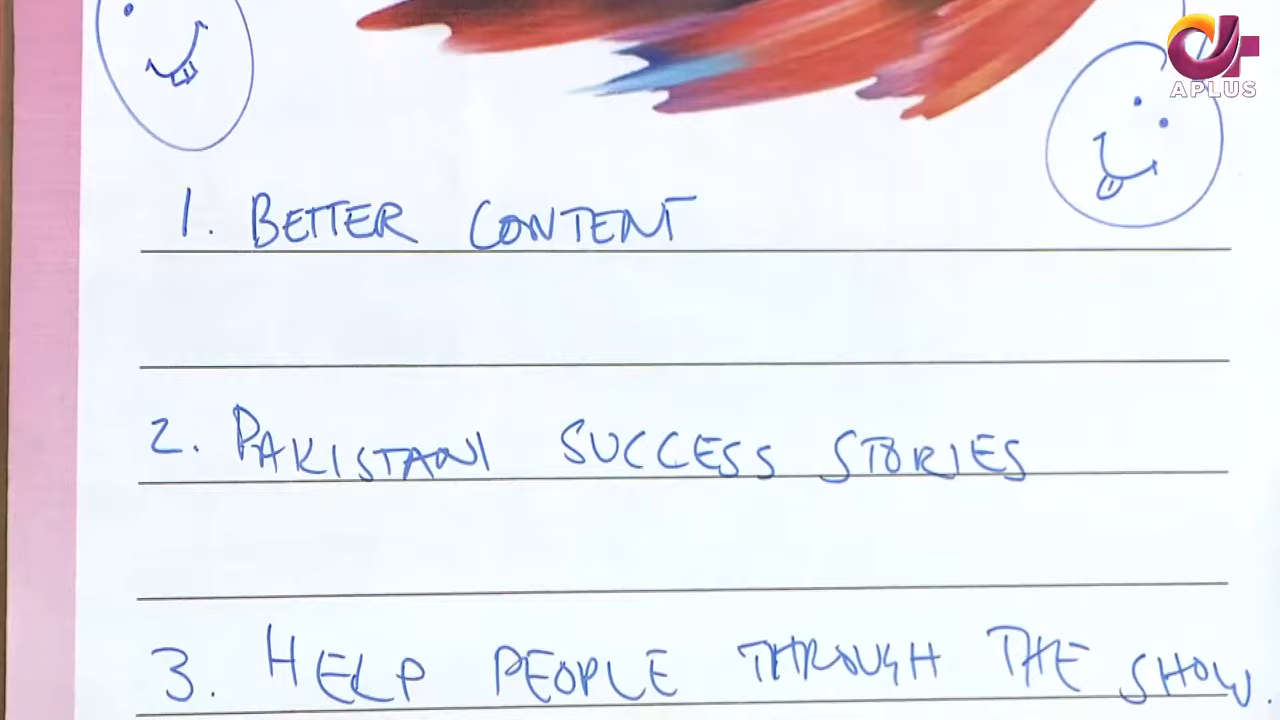 APLUS
1. BETTER CONTENT
2. PAKISTANI SUCCESS STORIES
3. HELP PEOPLE THROUGH THE SHOW.